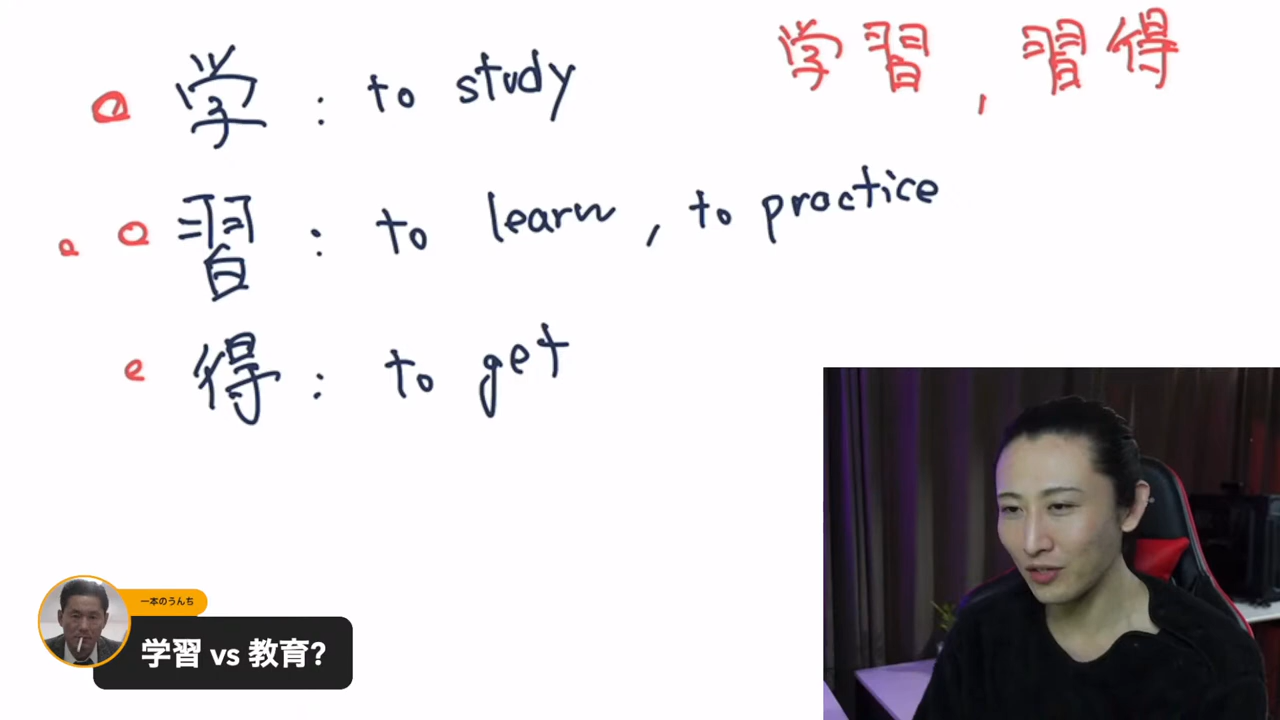 学習 , 習得
o 学 : to study
a o 習 : to learn , to practice
e 得 : to get
一本のうんち
学習 vs 教育?